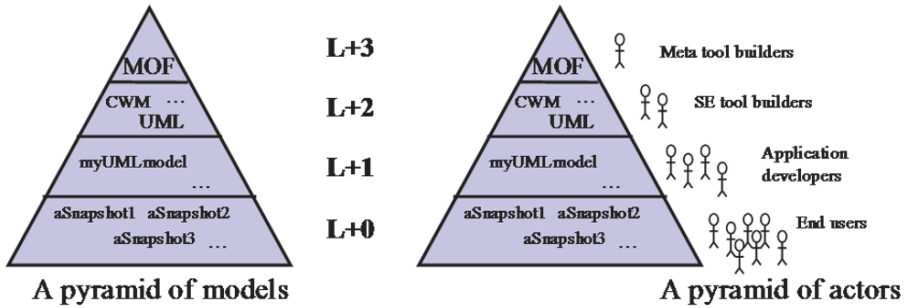 MOF
CWM ...
UML
myUMLmodel
...
aSnapshot1 aSnapshot2
aSnapshot3 ...
A pyramid of models
L+3
L+2
L+1
L+0
MOF
CWM ...
UML
myUMLmodel
...
aSnapshot1 aSnapshot2
aSnapshot3 ...
Meta tool builders
SE tool builders
Application
developers
End users
A pyramid of actors